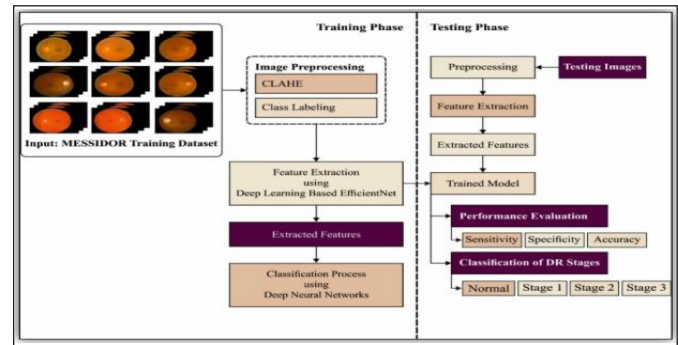 Training Phase
Testing Phase
Input: MESSIDOR Training Dataset
Image Preprocessing
CLAHE
Class Labeling
Feature Extraction
using
Deep Learning Based EfficientNet
Extracted Features
Classification Process
using
Deep Neural Networks
Preprocessing
Testing Images
Feature Extraction
Extracted Features
Trained Model
Performance Evaluation
Sensitivity Specificity Accuracy
Classification of DR Stages
Normal Stage 1 Stage 2 Stage 3